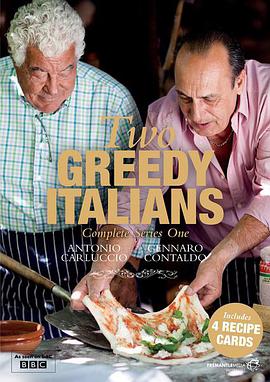 Two
GREEDY
ITALIANS
Complete Series One
ANTONIO CARLUCCIO
GENNARO CONTALDO
Includes
4 RECIPE
CARDS
As seen on BBC
BBC
FREMANTLEMEDIA